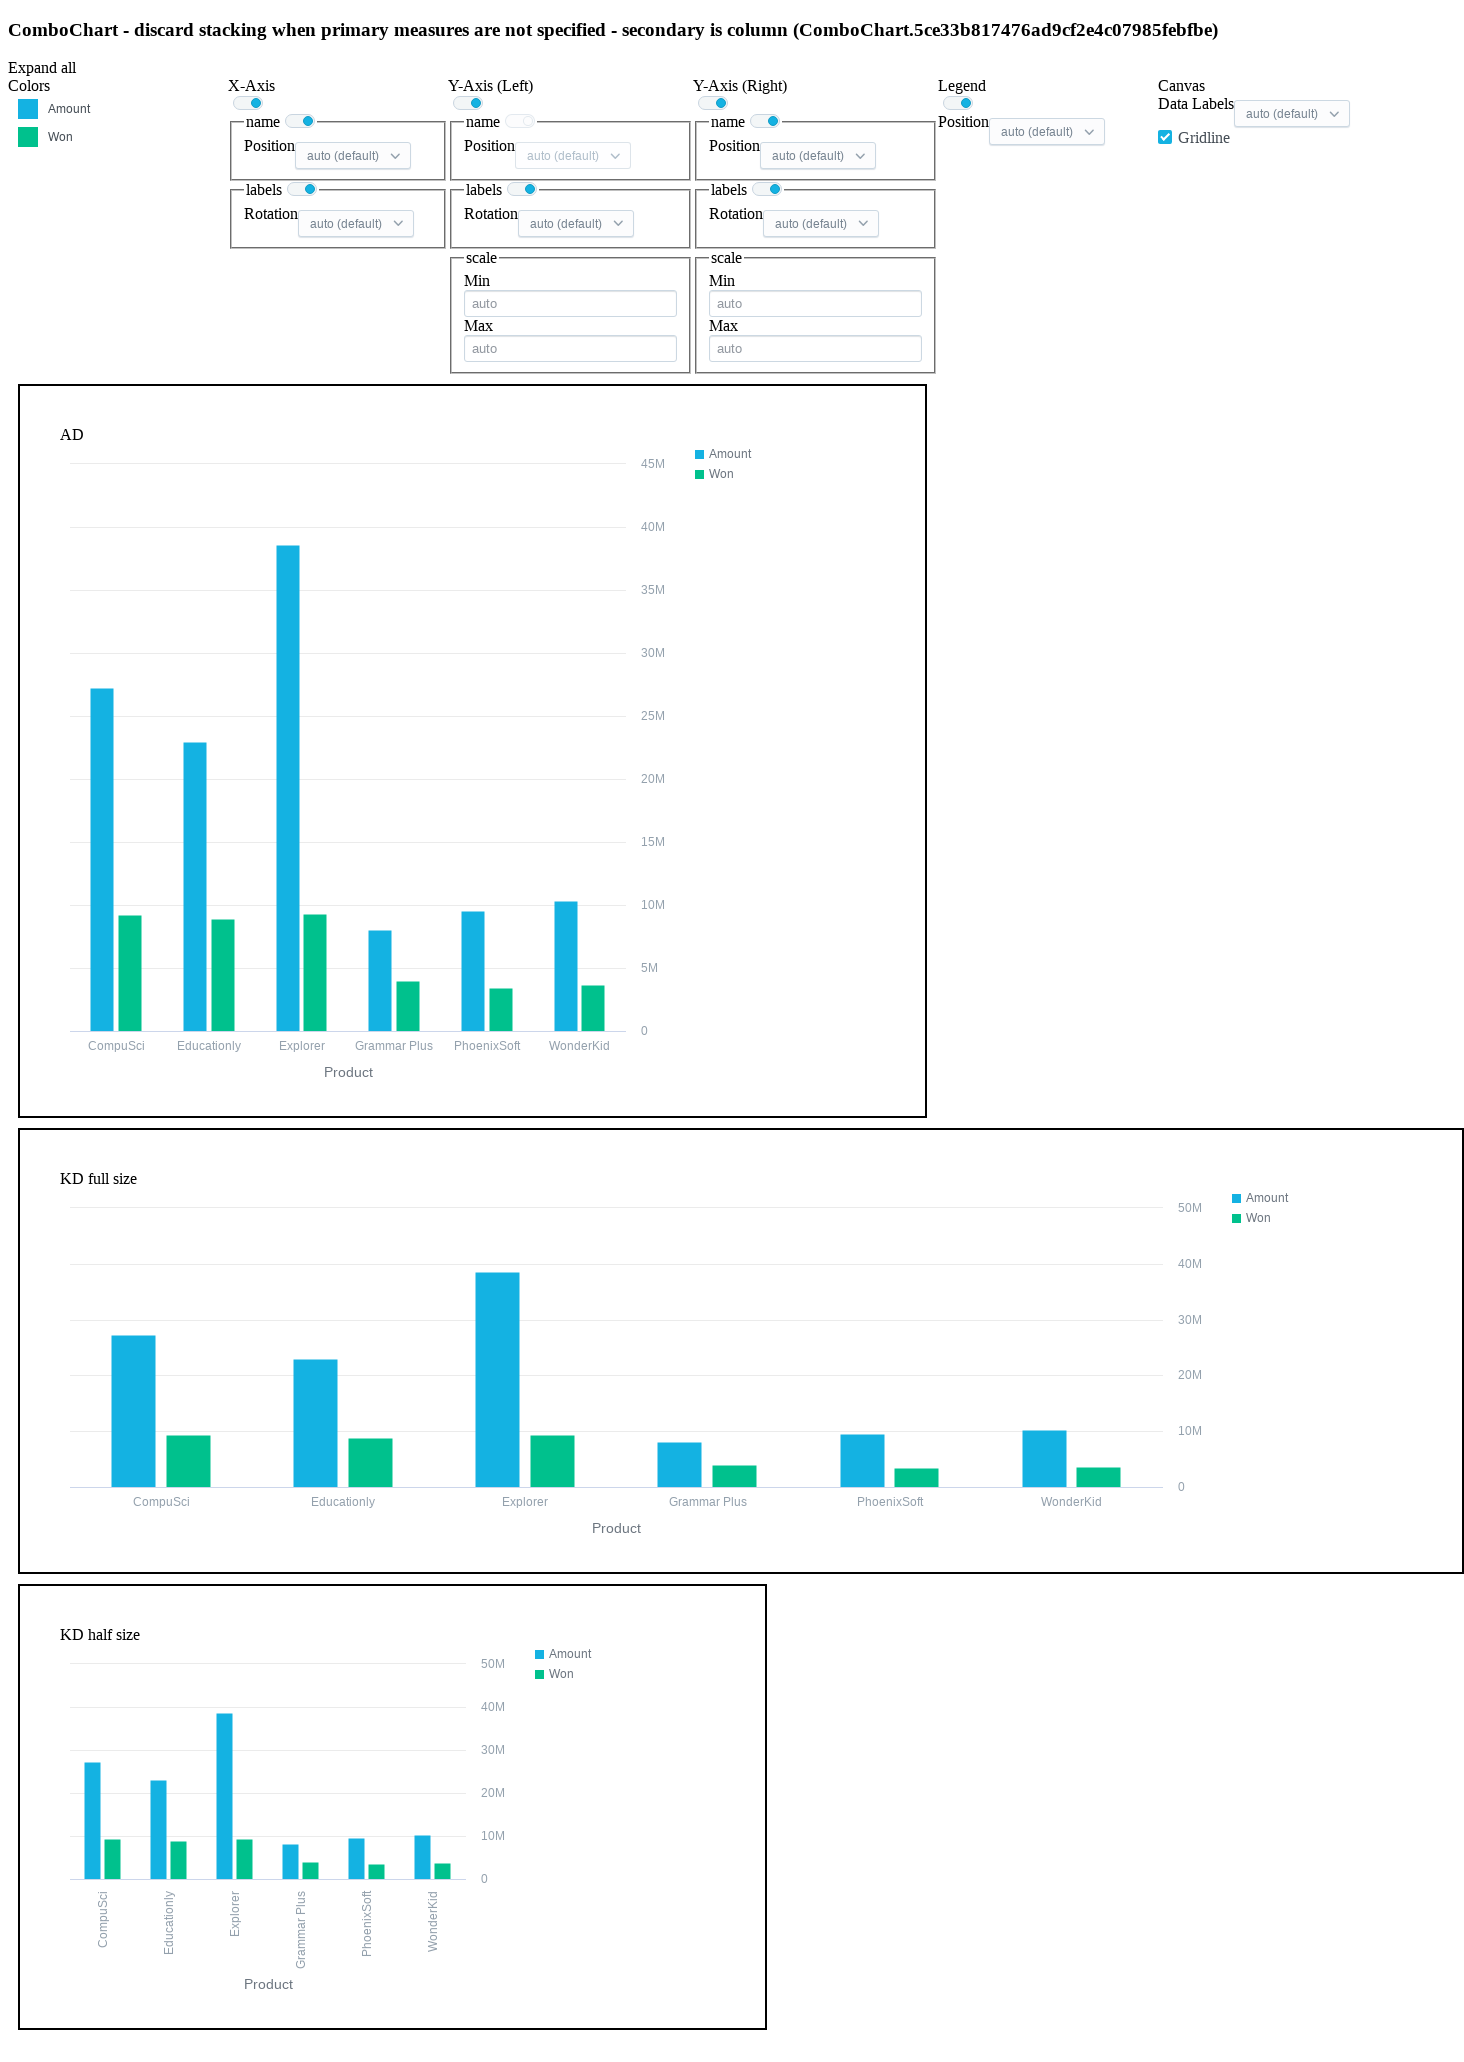 ComboChart - discard stacking when primary measures are not specified - secondary is column (ComboChart.5ce33b817476ad9cf2e4c07985febfbe)
Expand all
Colors
Amount
Won
X-Axis
name
Position auto (default)
labels
Rotation auto (default)
Y-Axis (Left)
name
Position auto (default)
labels
Rotation auto (default)
scale
Min
auto
Max
auto
Y-Axis (Right)
name
Position auto (default)
labels
Rotation auto (default)
scale
Min
auto
Max
auto
Legend
Position auto (default)
Canvas
Data Labels auto (default)
Gridline
AD
45M
40M
35M
30M
25M
20M
15M
10M
5M
0
Amount
Won
CompuSci Educationly Explorer Grammar Plus PhoenixSoft WonderKid
Product
KD full size
50M
40M
30M
20M
10M
0
Amount
Won
CompuSci Educationly Explorer Grammar Plus PhoenixSoft WonderKid
Product
KD half size
50M
40M
30M
20M
10M
0
Amount
Won
CompuSci
Educationly
Explorer
Grammar Plus
PhoenixSoft
WonderKid
Product